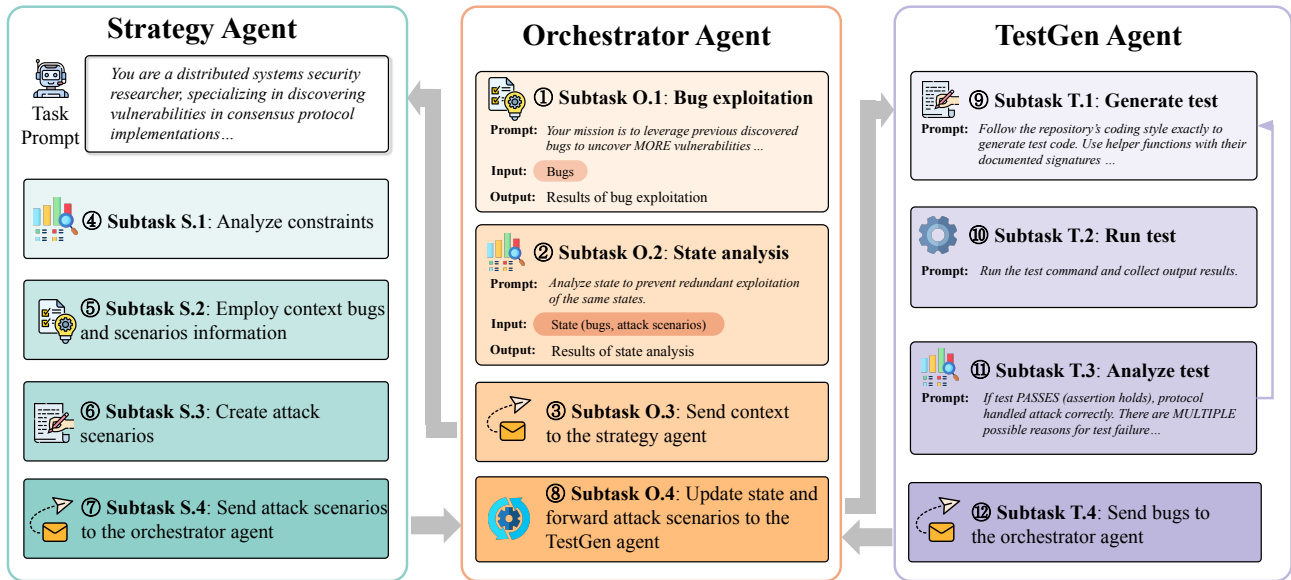 Strategy Agent
Task
Prompt
You are a distributed systems security
researcher, specializing in discovering
vulnerabilities in consensus protocol
implementations…
④ Subtask S.1: Analyze constraints
⑤ Subtask S.2: Employ context bugs
and scenarios information
⑥ Subtask S.3: Create attack
scenarios
⑦ Subtask S.4: Send attack scenarios
to the orchestrator agent
Orchestrator Agent
① Subtask O.1: Bug exploitation
Prompt: Your mission is to leverage previous discovered
bugs to uncover MORE vulnerabilities …
Input: Bugs
Output: Results of bug exploitation
② Subtask O.2: State analysis
Prompt: Analyze state to prevent redundant exploitation
of the same states.
Input: State (bugs, attack scenarios)
Output: Results of state analysis
③ Subtask O.3: Send context
to the strategy agent
⑧ Subtask O.4: Update state and
forward attack scenarios to the
TestGen agent
TestGen Agent
⑨ Subtask T.1: Generate test
Prompt: Follow the repository's coding style exactly to
generate test code. Use helper functions with their
documented signatures …
⑩ Subtask T.2: Run test
Prompt: Run the test command and collect output results.
⑪ Subtask T.3: Analyze test
Prompt: If test PASSES (assertion holds), protocol
handled attack correctly. There are MULTIPLE
possible reasons for test failure…
⑫ Subtask T.4: Send bugs to
the orchestrator agent